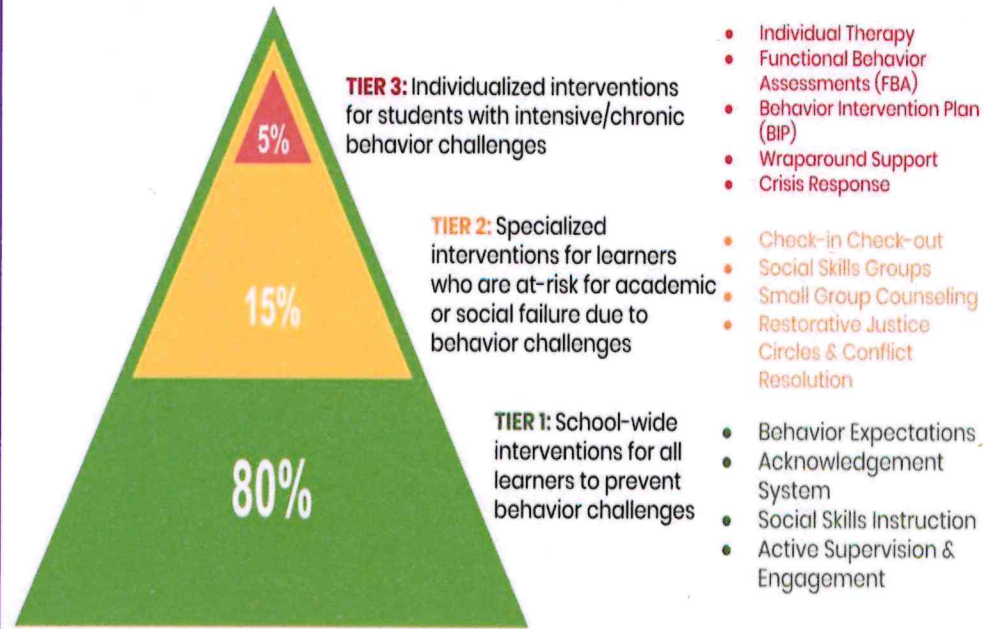 5%
15%
80%
TIER 3: Individualized interventions
for students with intensive/chronic
behavior challenges
• Individual Therapy
• Functional Behavior
Assessments (FBA)
• Behavior Intervention Plan
(BIP)
• Wraparound Support
• Crisis Response
TIER 2: Specialized
interventions for learners
who are at-risk for academic
or social failure due to
behavior challenges
• Check-in Check-out
• Social Skills Groups
• Small Group Counseling
• Restorative Justice
Circles & Conflict
Resolution
TIER 1: School-wide
interventions for all
learners to prevent
behavior challenges
• Behavior Expectations
• Acknowledgement
System
• Social Skills Instruction
• Active Supervision &
Engagement